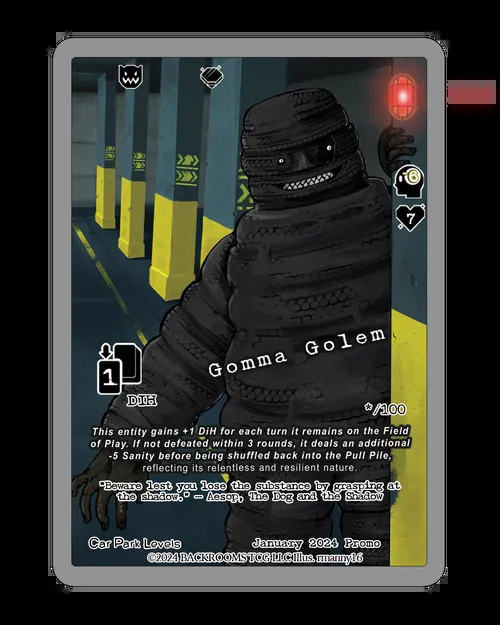 6
7
Gomma Golem
1
DIH
*/100
This entity gains +1 DiH for each turn it remains on the Field
of Play. If not defeated within 3 rounds, it deals an additional
-5 Sanity before being shuffled back into the Pull Pile,
reflecting its relentless and resilient nature.
"Beware lest you lose the substance by grasping at
the shadow." — Aesop, The Dog and the Shadow
Car Park Levels
January 2024 Promo
©2024 BACKROOMS TCG LLC Illus. rmanny16